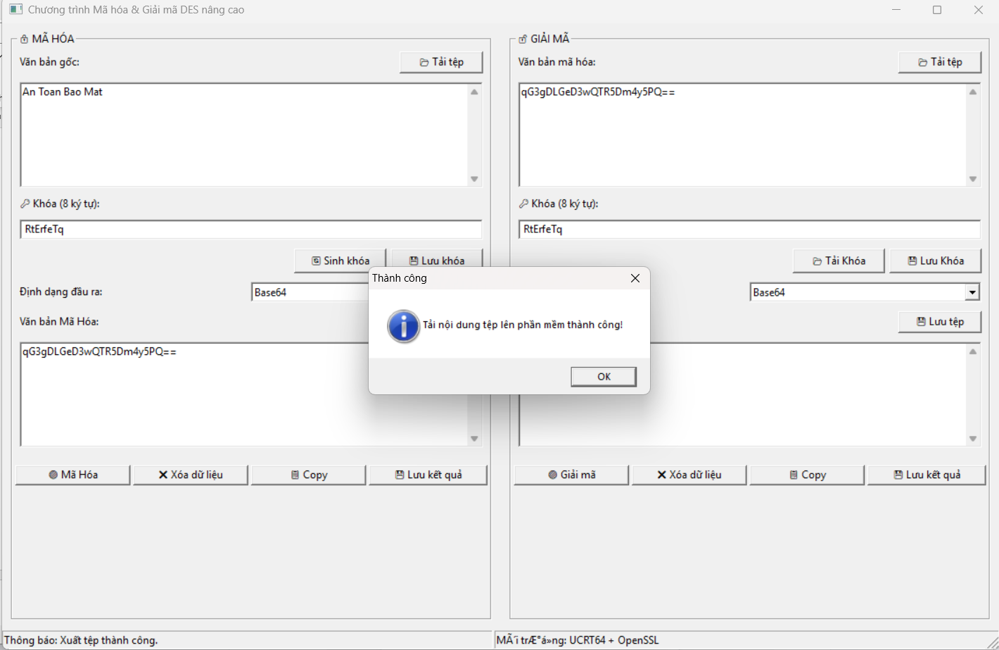 Chương trình Mã hóa & Giải mã DES nâng cao
MÃ HÓA
Văn bản gốc:
Tải tệp
An Toan Bao Mat
Khóa (8 ký tự):
RtErfeTq
Sinh khóa
Lưu khóa
Định dạng đầu ra:
Base64
Văn bản Mã Hóa:
qG3gDLGeD3wQTR5Dm4y5PQ==
Mã Hóa
Xóa dữ liệu
Copy
Lưu kết quả
GIẢI MÃ
Văn bản mã hóa:
Tải tệp
qG3gDLGeD3wQTR5Dm4y5PQ==
Khóa (8 ký tự):
RtErfeTq
Tải Khóa
Lưu Khóa
Base64
Lưu tệp
Giải mã
Xóa dữ liệu
Copy
Lưu kết quả
Thành công
Tải nội dung tệp lên phần mềm thành công!
OK
Thông báo: Xuất tệp thành công.
MÃ´i trÆ°á»ng: UCRT64 + OpenSSL